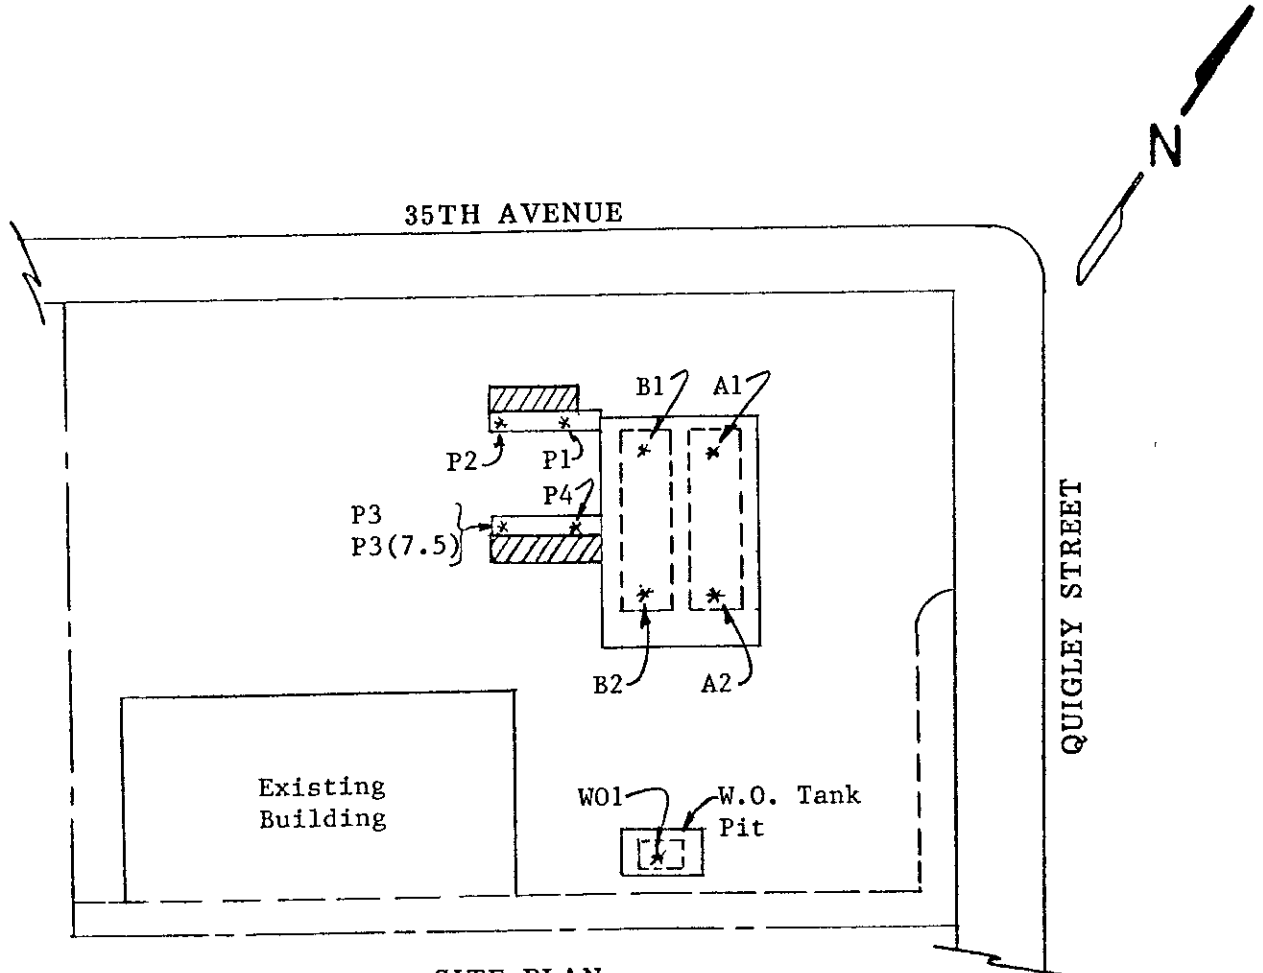 N
35TH AVENUE
B1
A1
P2
P1
P4
P3
P3(7.5)
B2
A2
QUIGLEY STREET
Existing
Building
WO1
W.O. Tank
Pit
SITE PLAN